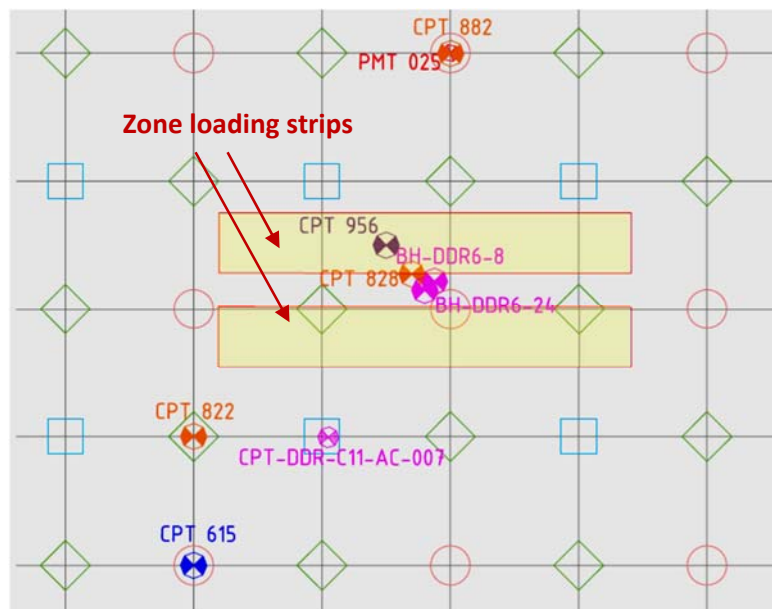 CPT 882
PMT 025
Zone loading strips
CPT 956
BH-DDR6-8
CPT 828
BH-DDR6-24
CPT 822
CPT-DDR-C11-AC-007
CPT 615